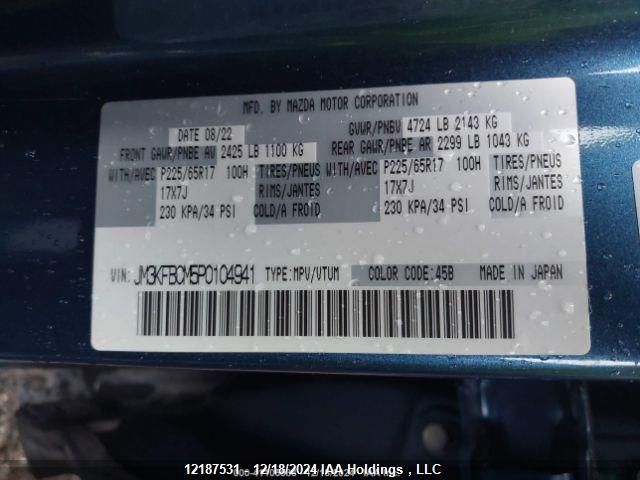 MFD. BY MAZDA MOTOR CORPORATION
DATE 08/22 GVWR/PNBV 4724 LB 2143 KG
FRONT GAWR/PNBE AV 2425 LB 1100 KG REAR GAWR/PNBE AR 2299 LB 1043 KG
WITH/AVEC P225/65R17 100H TIRES/PNEUS WITH/AVEC P225/65R17 100H TIRES/PNEUS
17X7J RIMS/JANTES 17X7J RIMS/JANTES
230 KPA/34 PSI COLD/A FROID 230 KPA/34 PSI COLD/A FROID
VIN: JM3KFBCM5P0104941 TYPE:MPV/VTUM COLOR CODE:45B MADE IN JAPAN
12187531 - 12/18/2024 IAA Holdings , LLC